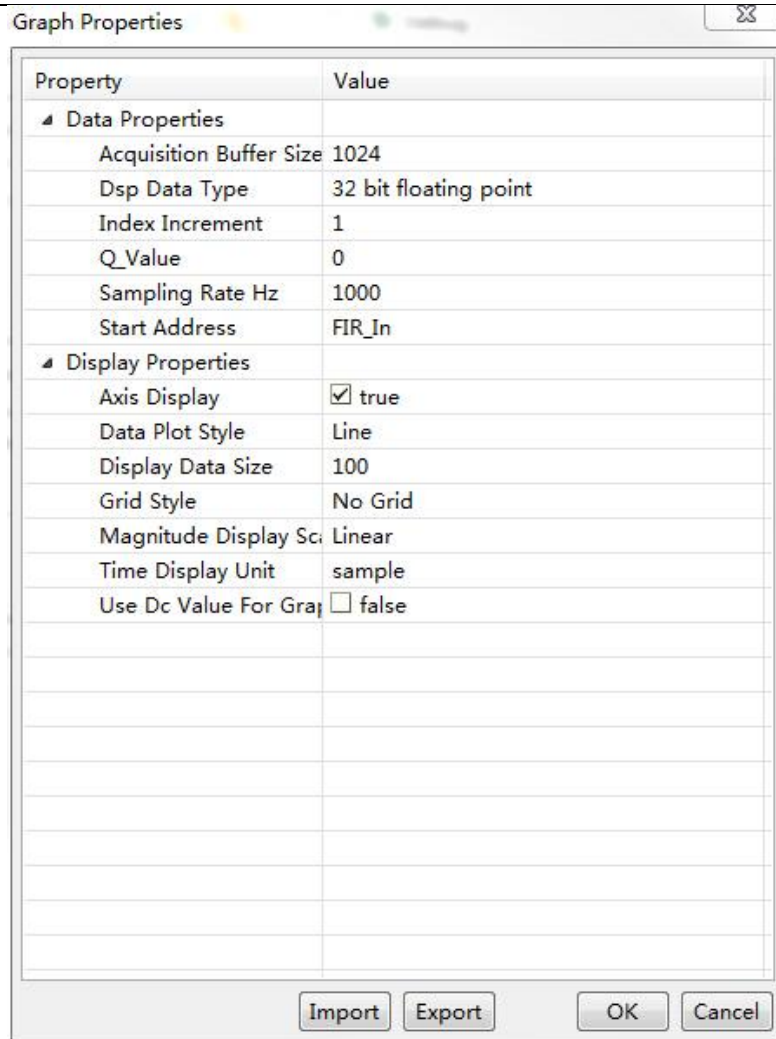 Graph Properties
Property Value
Data Properties
Acquisition Buffer Size 1024
Dsp Data Type 32 bit floating point
Index Increment 1
Q_Value 0
Sampling Rate Hz 1000
Start Address FIR_In
Display Properties
Axis Display true
Data Plot Style Line
Display Data Size 100
Grid Style No Grid
Magnitude Display Sca Linear
Time Display Unit sample
Use Dc Value For Grap false
Import Export OK Cancel